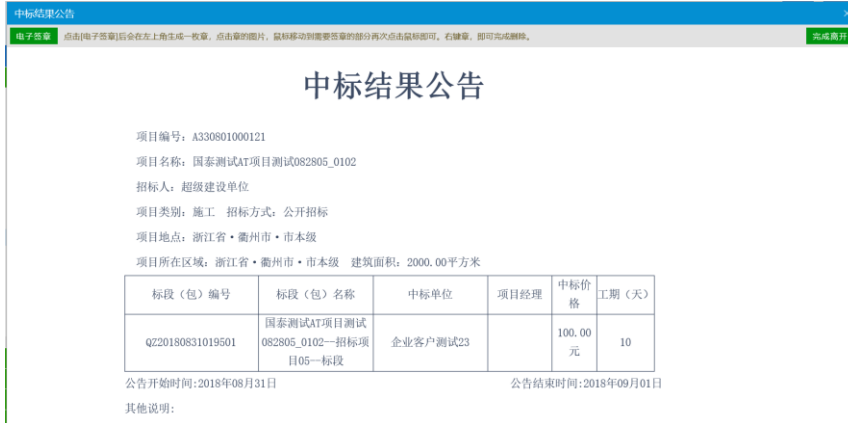 中标结果公告
电子签章 点击[电子签章]后会在左上角生成一枚章，点击章的图片，鼠标移动到需要签章的部分再次点击鼠标即可。右键章，即可完成删除。 完成离开
中标结果公告
项目编号：A330801000121
项目名称：国泰测试AT项目测试082805_0102
招标人：超级建设单位
项目类别：施工 招标方式：公开招标
项目地点：浙江省·衢州市·市本级
项目所在区域：浙江省·衢州市·市本级 建筑面积：2000.00平方米
标段（包）编号 标段（包）名称 中标单位 项目经理 中标价格 工期（天）
QZ20180831019501 国泰测试AT项目测试082805_0102—招标项目05—标段 企业客户测试23 100.00元 10
公告开始时间:2018年08月31日 公告结束时间:2018年09月01日
其他说明: